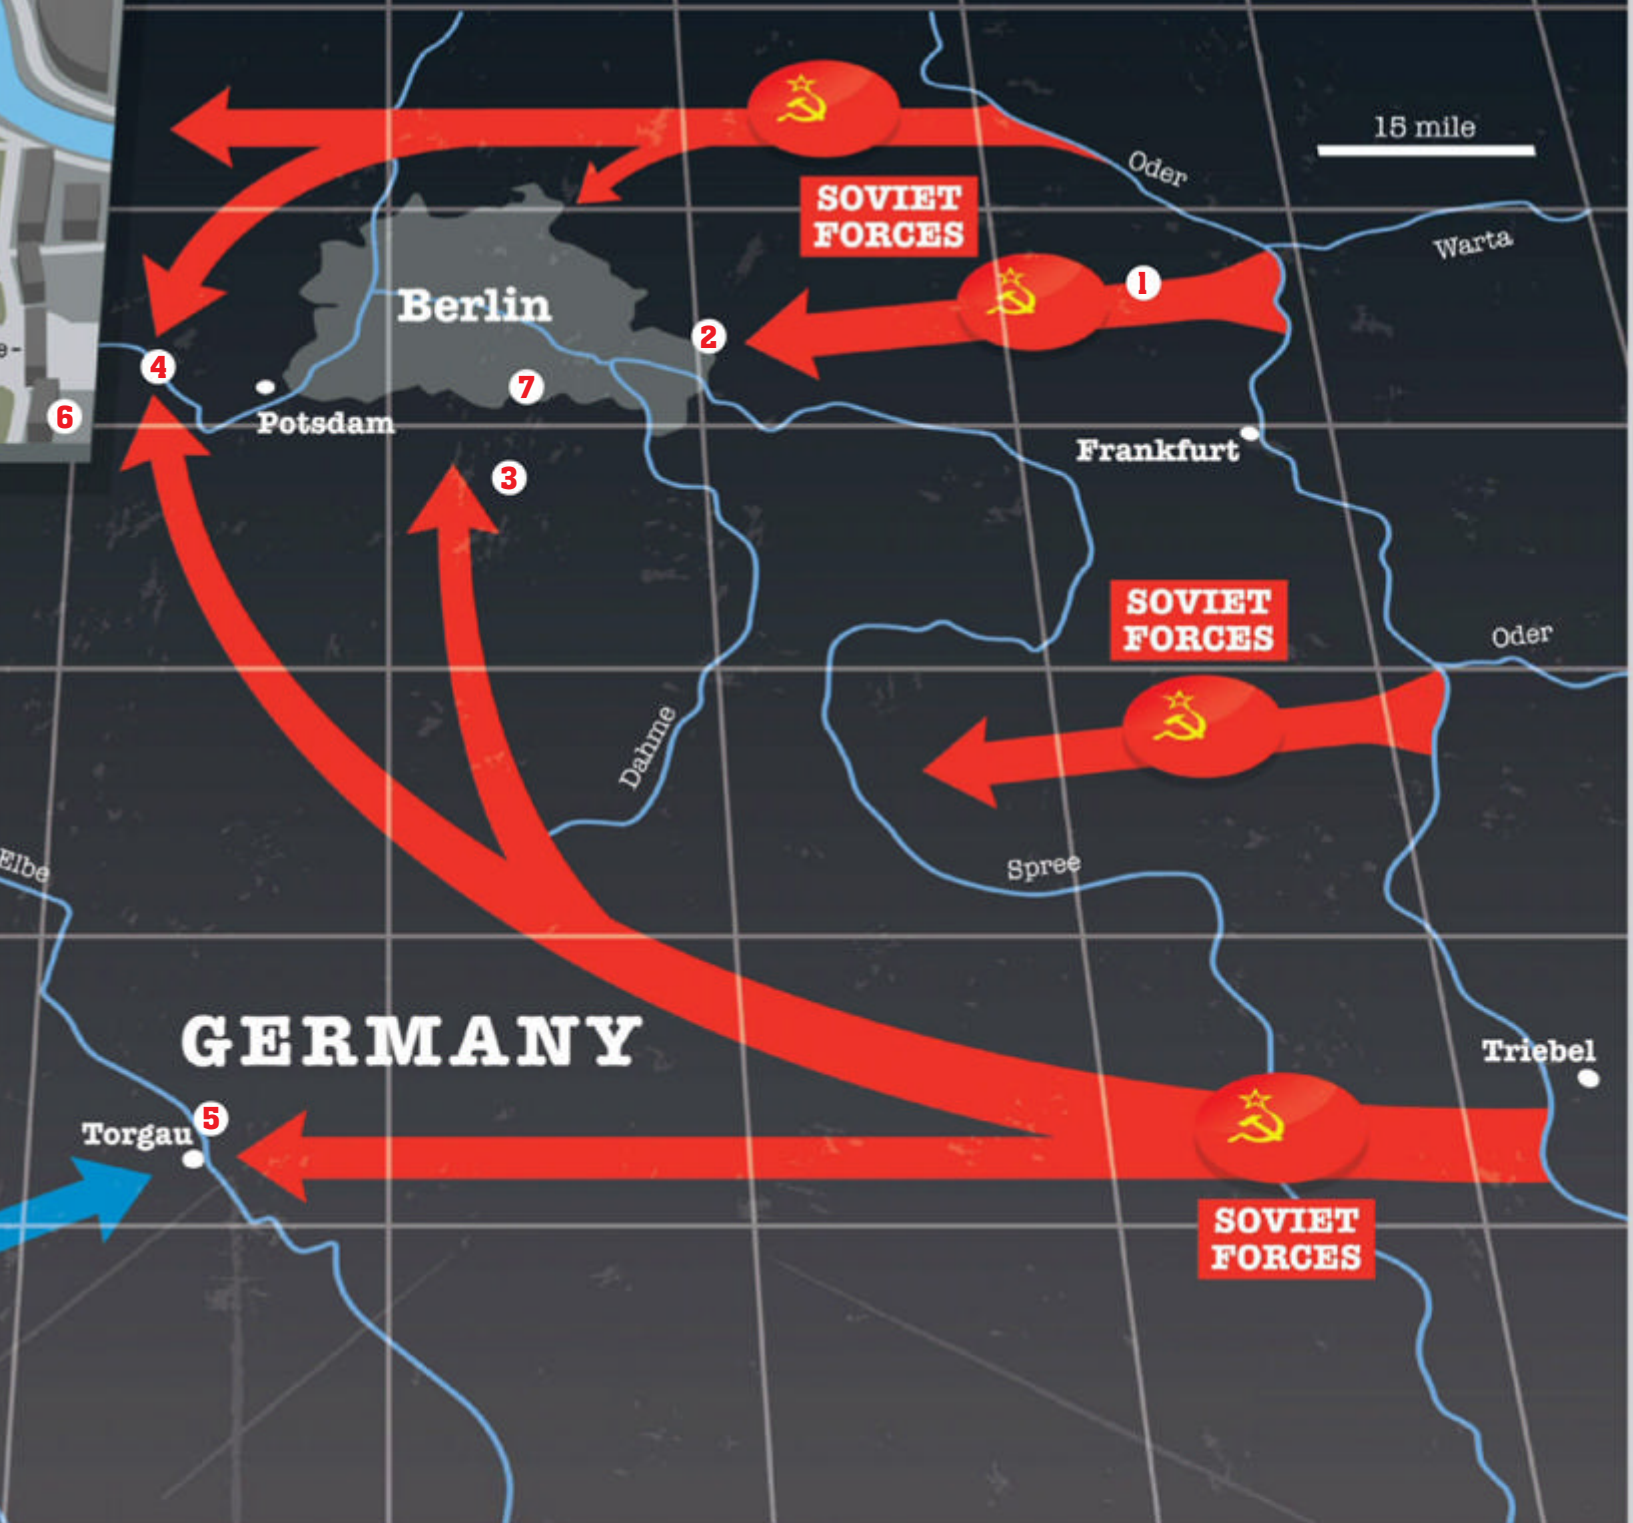 15 mile
Oder
SOVIET
FORCES
Warta
1
Berlin
2
e-
4
7
6
Potsdam
Frankfurt
3
SOVIET
FORCES
Oder
Dahme
Elbe
Spree
GERMANY
Triebel
5
Torgau
SOVIET
FORCES